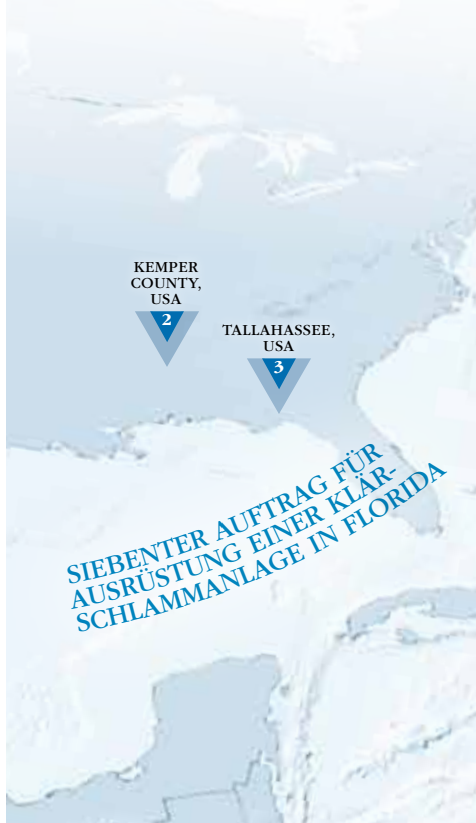 KEMPER
COUNTY,
USA
2
TALLAHASSEE,
USA
3
SIEBENTER AUFTRAG FÜR
AUSRÜSTUNG EINER KLÄR-
SCHLAMMANLAGE IN FLORIDA